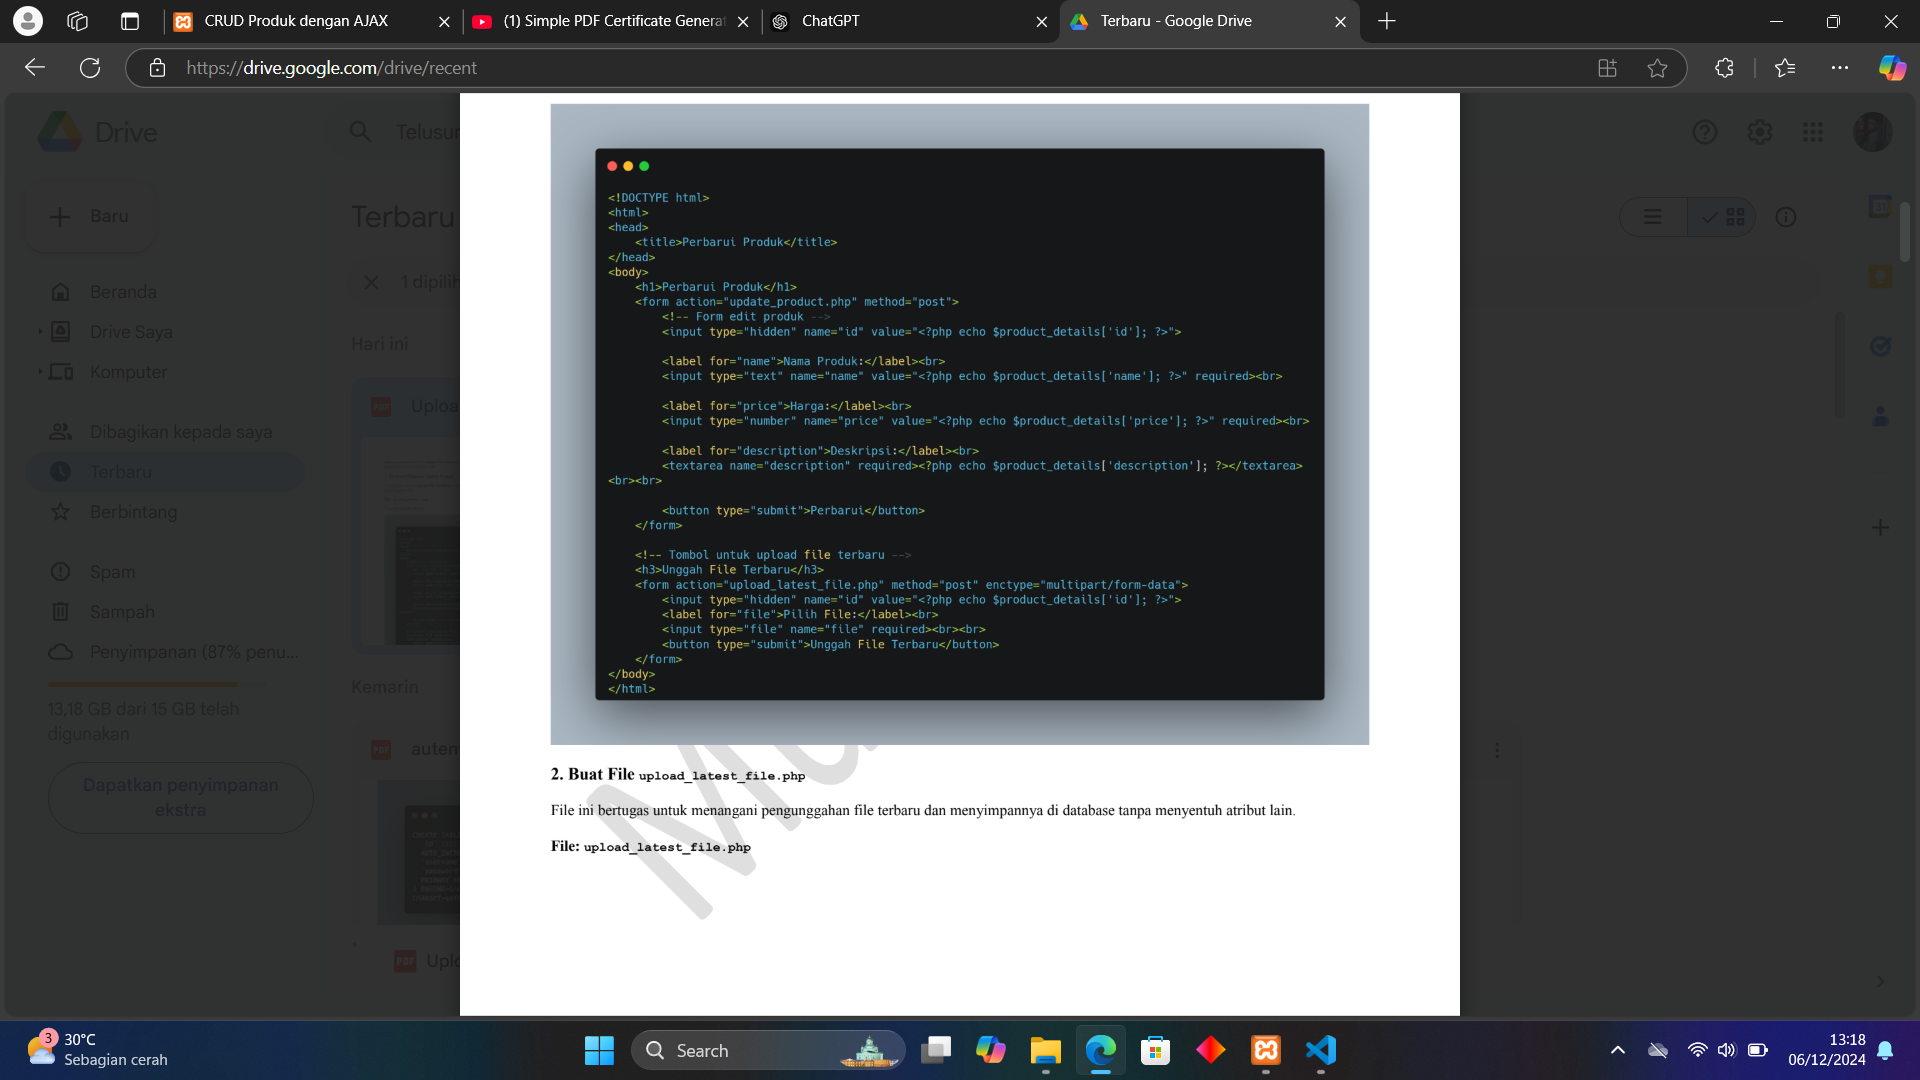 CRUD Produk dengan AJAX
(1) Simple PDF Certificate Generat
ChatGPT
Terbaru - Google Drive
https://drive.google.com/drive/recent
Drive
Telusur
Baru
Terbaru
1 dipilih
Beranda
Drive Saya
Komputer
Dibagikan kepada saya
Terbaru
Berbintang
Spam
Sampah
Penyimpanan (87% penu...
13,18 GB dari 15 GB telah
digunakan
Dapatkan penyimpanan
ekstra
Hari ini
PDF Uploa
Kemarin
PDF auten
PDF Uplo
<!DOCTYPE html>
<html>
<head>
    <title>Perbarui Produk</title>
</head>
<body>
    <h1>Perbarui Produk</h1>
    <form action="update_product.php" method="post">
        <!-- Form edit produk -->
        <input type="hidden" name="id" value="<?php echo $product_details['id']; ?>">
        <label for="name">Nama Produk:</label><br>
        <input type="text" name="name" value="<?php echo $product_details['name']; ?>" required><br>
        <label for="price">Harga:</label><br>
        <input type="number" name="price" value="<?php echo $product_details['price']; ?>" required><br>
        <label for="description">Deskripsi:</label><br>
        <textarea name="description" required><?php echo $product_details['description']; ?></textarea>
<br><br>
        <button type="submit">Perbarui</button>
    </form>
    <!-- Tombol untuk upload file terbaru -->
    <h3>Unggah File Terbaru</h3>
    <form action="upload_latest_file.php" method="post" enctype="multipart/form-data">
        <input type="hidden" name="id" value="<?php echo $product_details['id']; ?>">
        <label for="file">Pilih File:</label><br>
        <input type="file" name="file" required><br><br>
        <button type="submit">Unggah File Terbaru</button>
    </form>
</body>
</html>
2. Buat File upload_latest_file.php
File ini bertugas untuk menangani pengunggahan file terbaru dan menyimpannya di database tanpa menyentuh atribut lain.
File: upload_latest_file.php
3
30°C
Sebagian cerah
Search
13:18
06/12/2024